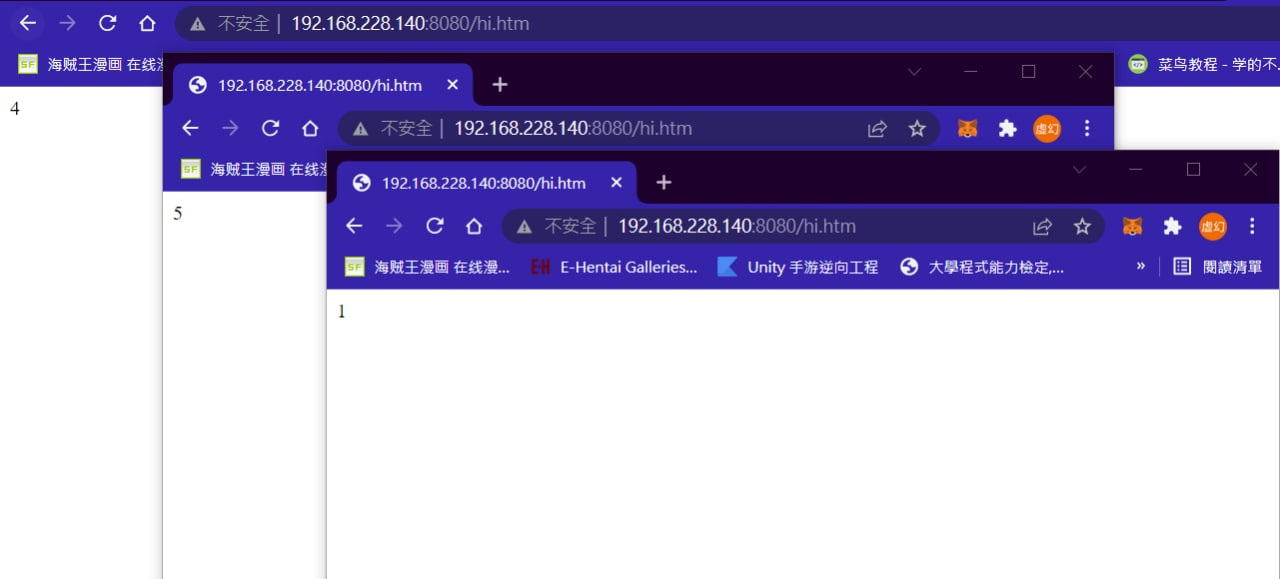 不安全 | 192.168.228.140:8080/hi.htm
海贼王漫画 在线漫
菜鸟教程 - 学的不...
4
192.168.228.140:8080/hi.htm
不安全 | 192.168.228.140:8080/hi.htm
虚幻
海贼王漫画 在线漫
5
192.168.228.140:8080/hi.htm
不安全 | 192.168.228.140:8080/hi.htm
虚幻
SF 海贼王漫画 在线漫... E-H E-Hentai Galleries... Unity 手游逆向工程 大學程式能力檢定,... » 閱讀清單
1